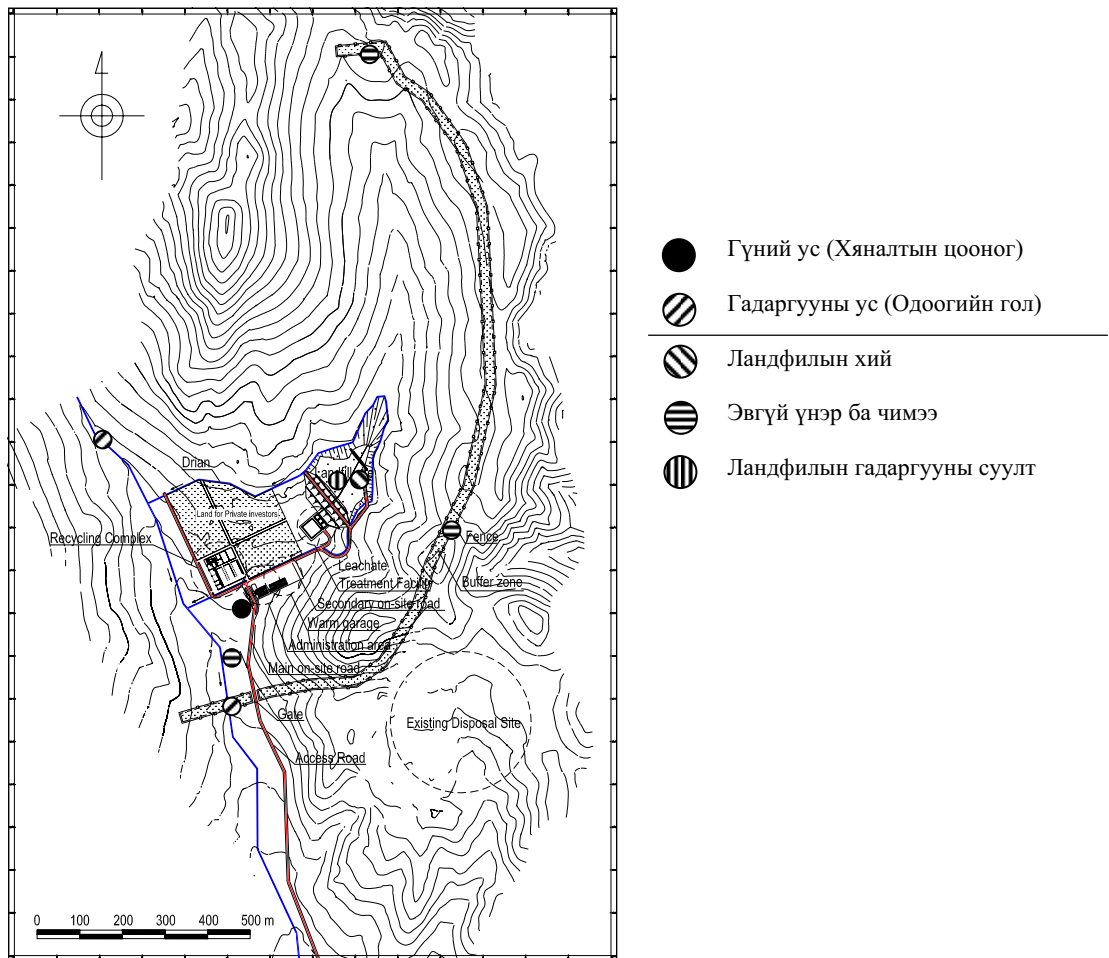 Drian
Landfill
Land for Private investors
Recycling Complex
Fence
Leachate
Treatment Facility
Buffer zone
Secondary on-site road
Warm garage
Administration area
Main on-site road
Gate
Existing Disposal Site
Access Road
0 100 200 300 400 500 m
Гүний ус (Хяналтын цооног)
Гадаргууны ус (Одоогийн гол)
Ландфилын хий
Эвгүй үнэр ба чимээ
Ландфилын гадаргууны суулт